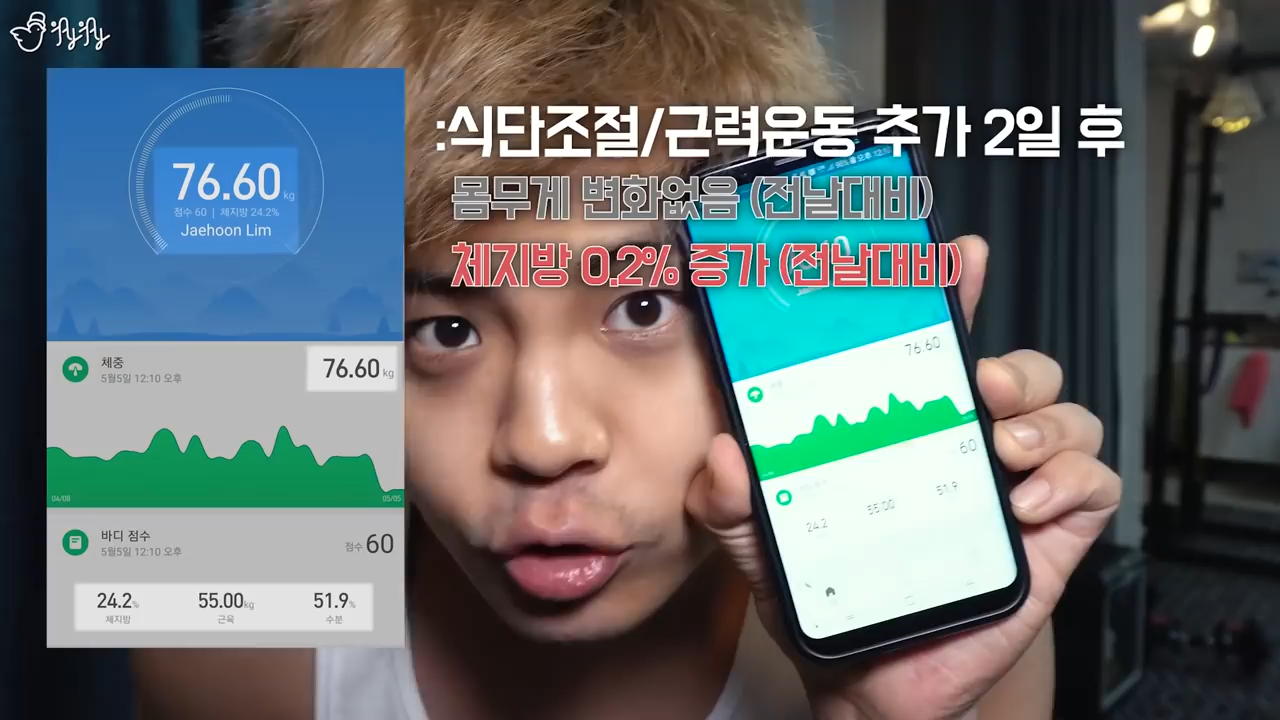 :식단조절/근력운동 추가 2일 후
몸무게 변화없음 (전날대비)
체지방 0.2% 증가 (전날대비)
76.60 kg
점수 60 | 체지방 24.2%
Jaehoon Lim
체중
5월5일 12:10 오후
76.60 kg
04/08
05/05
바디 점수
5월5일 12:10 오후
점수 60
24.2% 55.00kg 51.9%
체지방 근육 수분
76.60
60
24.2 55.00 51.9